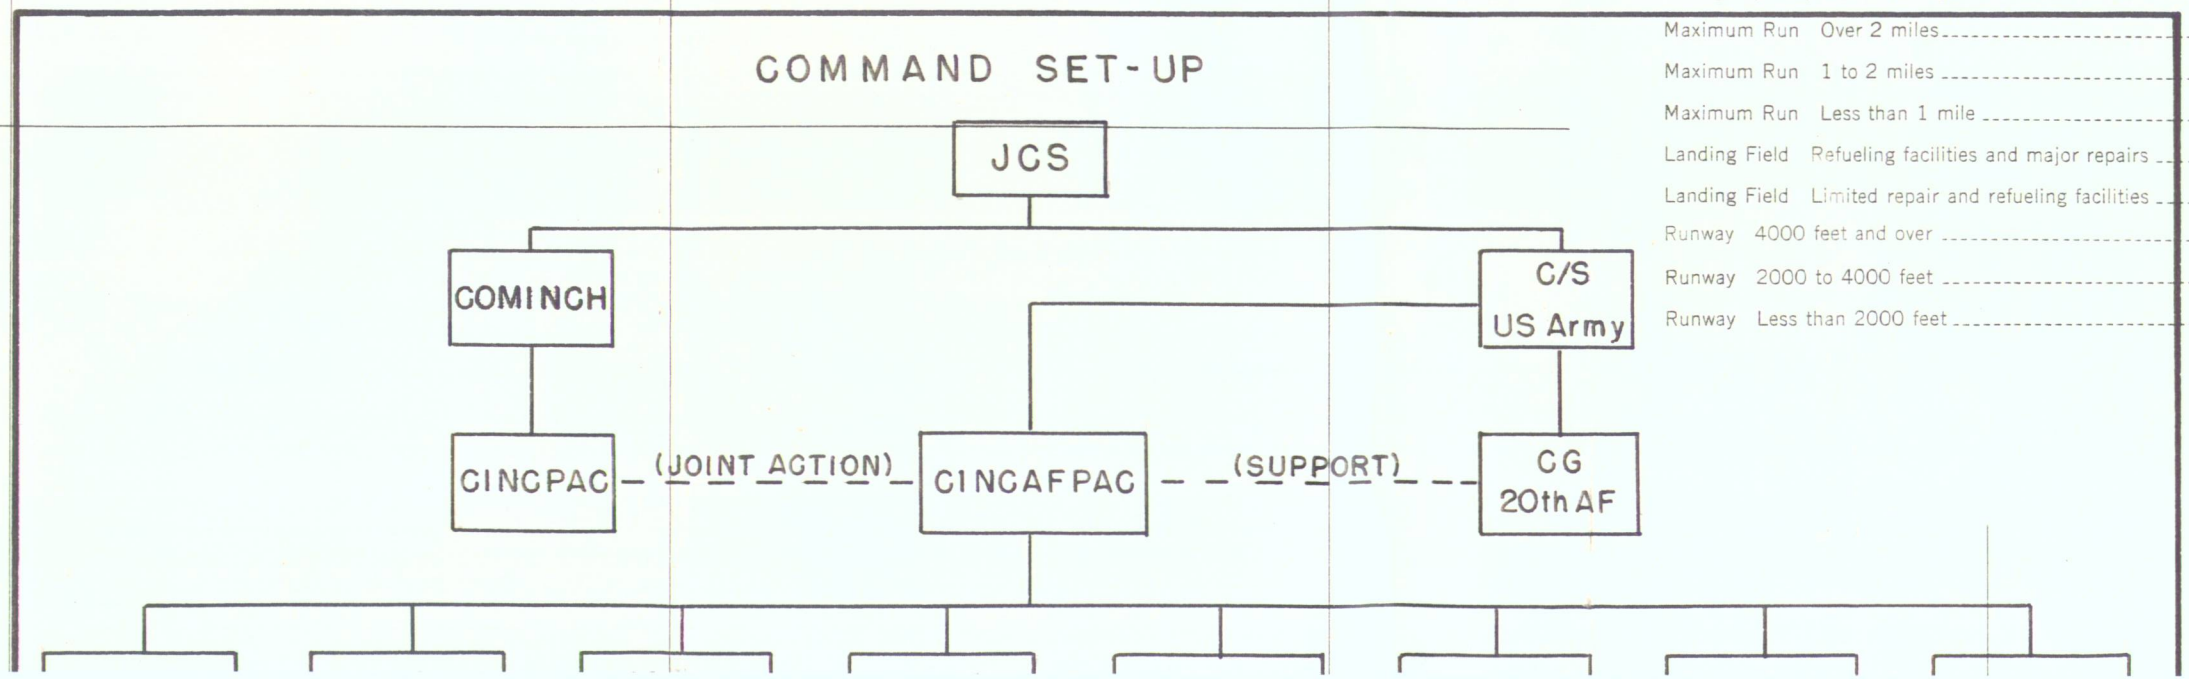 COMMAND SET-UP
JCS
COMINCH
C/S
US Army
CINCPAC
(JOINT ACTION)
CINCAFPAC
(SUPPORT)
CG
20th AF
Maximum Run Over 2 miles
Maximum Run 1 to 2 miles
Maximum Run Less than 1 mile
Landing Field Refueling facilities and major repairs
Landing Field Limited repair and refueling facilities
Runway 4000 feet and over
Runway 2000 to 4000 feet
Runway Less than 2000 feet